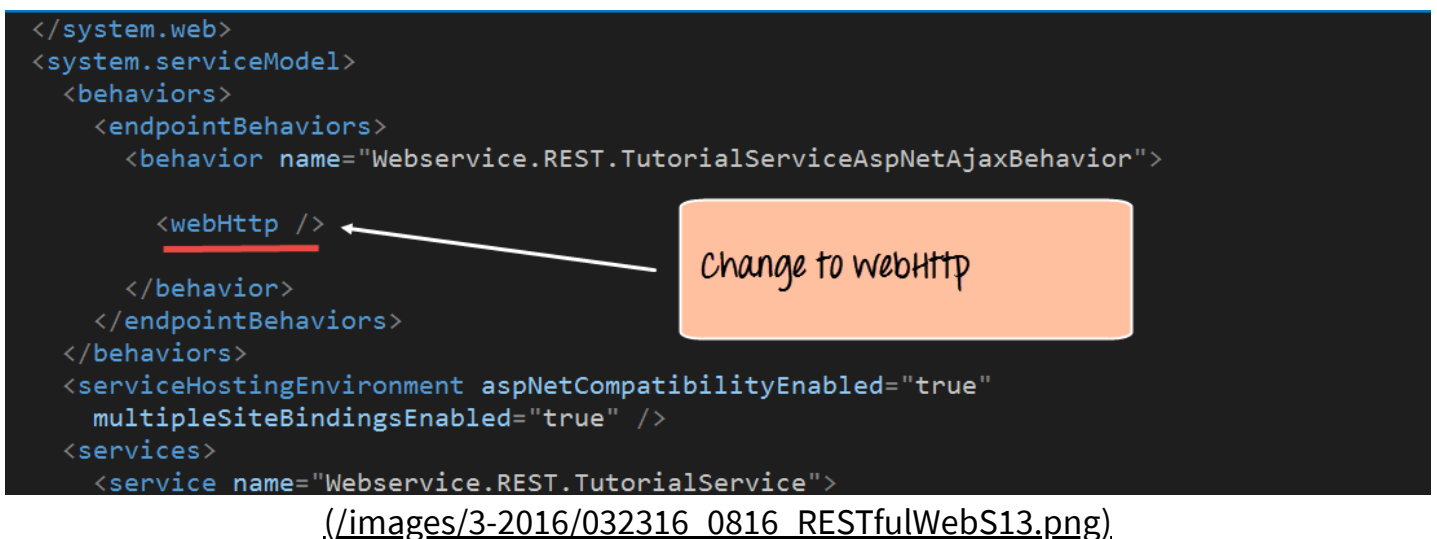 </system.web>
<system.serviceModel>
<behaviors>
<endpointBehaviors>
<behavior name="Webservice.REST.TutorialServiceAspNetAjaxBehavior">
<webHttp />
Change to WebHttp
</behavior>
</endpointBehaviors>
</behaviors>
<serviceHostingEnvironment aspNetCompatibilityEnabled="true"
multipleSiteBindingsEnabled="true" />
<services>
<service name="Webservice.REST.TutorialService">
(/images/3-2016/032316_0816_RESTfulWebS13.png)